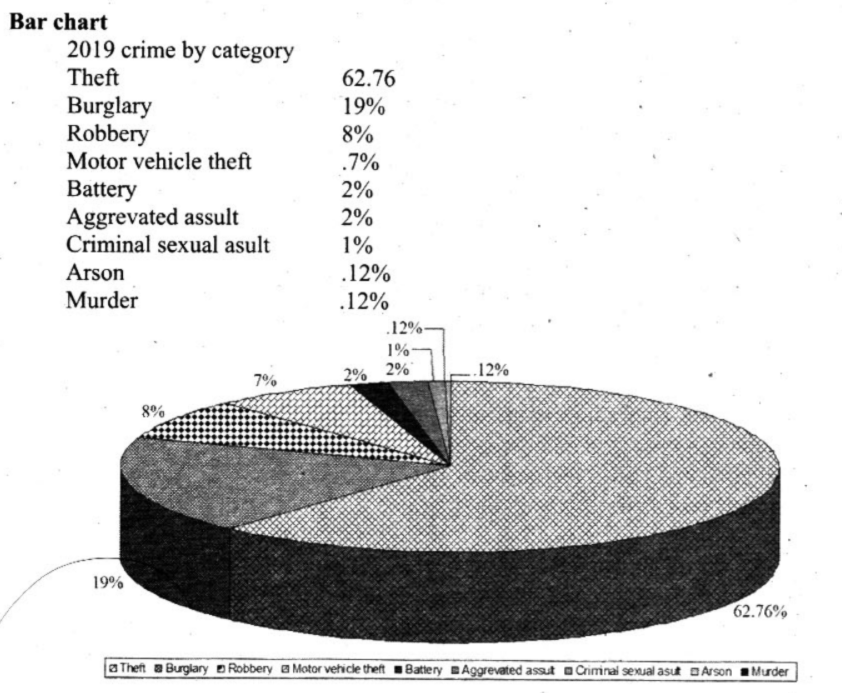 Bar chart
2019 crime by category
Theft 62.76
Burglary 19%
Robbery 8%
Motor vehicle theft .7%
Battery 2%
Aggrevated assult 2%
Criminal sexual asult 1%
Arson .12%
Murder .12%
.12%
1%
7% 2% 2% .12%
8%
19%
62.76%
Theft Burglary Robbery Motor vehicle theft Battery Aggrevated assult Criminal sexual asult Arson Murder